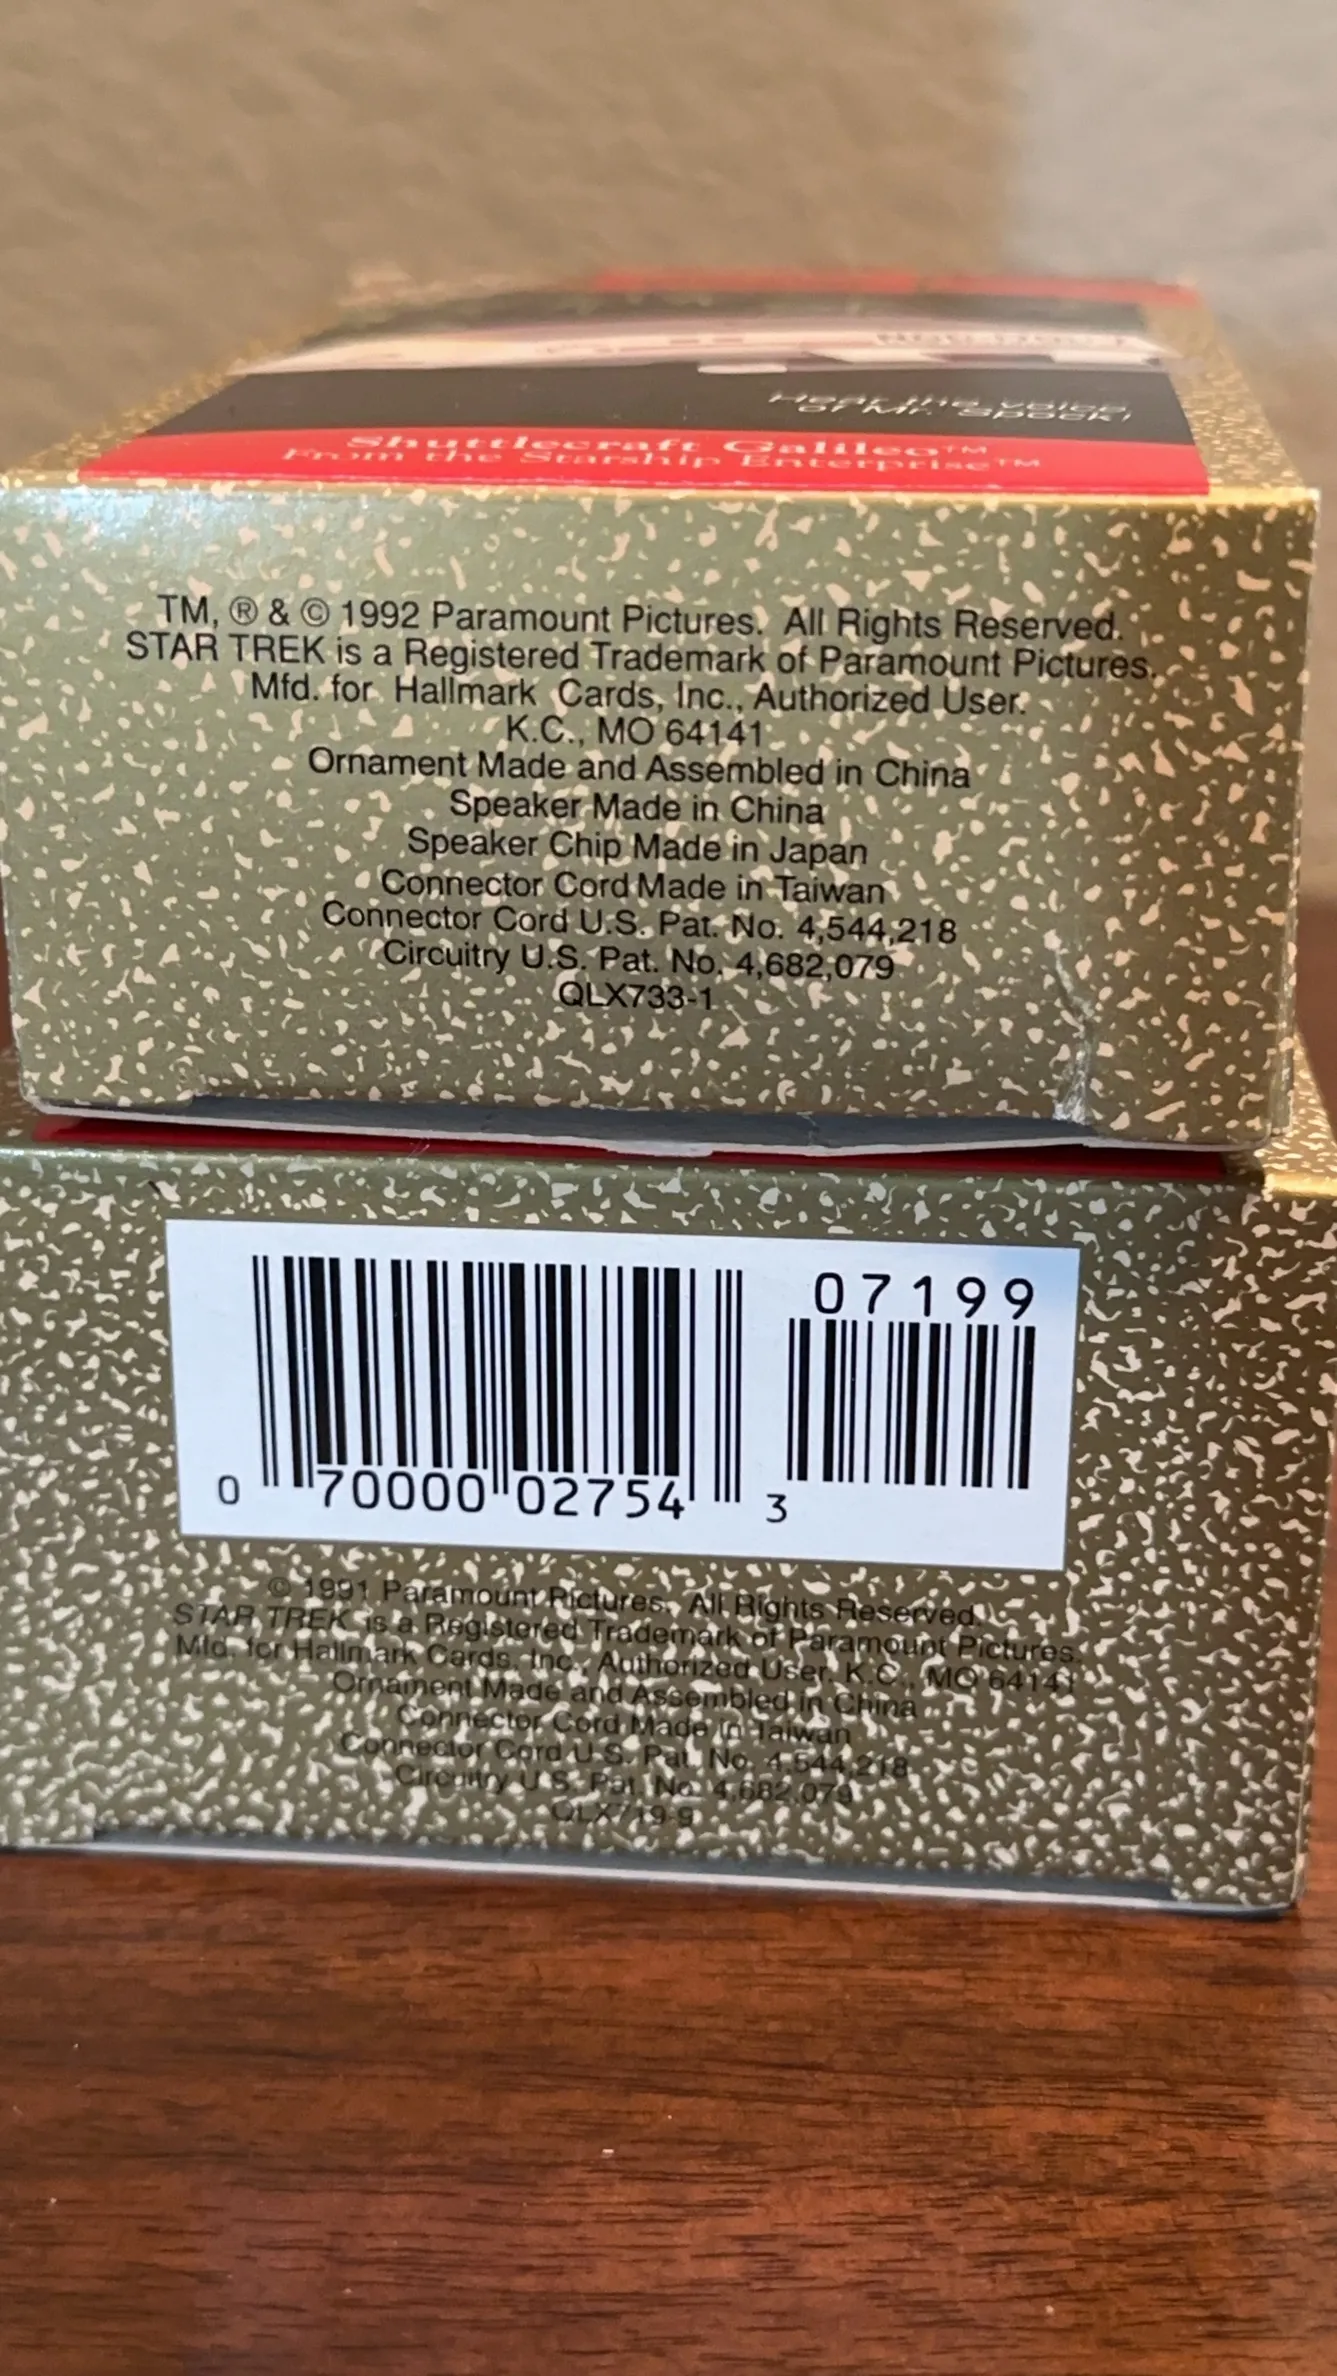 Hear the voice
of Mr. Spock!
Shuttlecraft Galileo™
From the Starship Enterprise™
TM, ® & © 1992 Paramount Pictures. All Rights Reserved.
STAR TREK is a Registered Trademark of Paramount Pictures.
Mfd. for Hallmark Cards, Inc., Authorized User.
K.C., MO 64141
Ornament Made and Assembled in China
Speaker Made in China
Speaker Chip Made in Japan
Connector Cord Made in Taiwan
Connector Cord U.S. Pat. No. 4,544,218
Circuitry U.S. Pat. No. 4,682,079
QLX733-1
07199
0 70000 02754 3
© 1991 Paramount Pictures. All Rights Reserved.
STAR TREK is a Registered Trademark of Paramount Pictures.
Mfd. for Hallmark Cards, Inc., Authorized User. K.C., MO 64141
Ornament Made and Assembled in China
Connector Cord Made in Taiwan
Connector Cord U.S. Pat. No. 4,544,218
Circuitry U.S. Pat. No. 4,682,079
QLX719-9